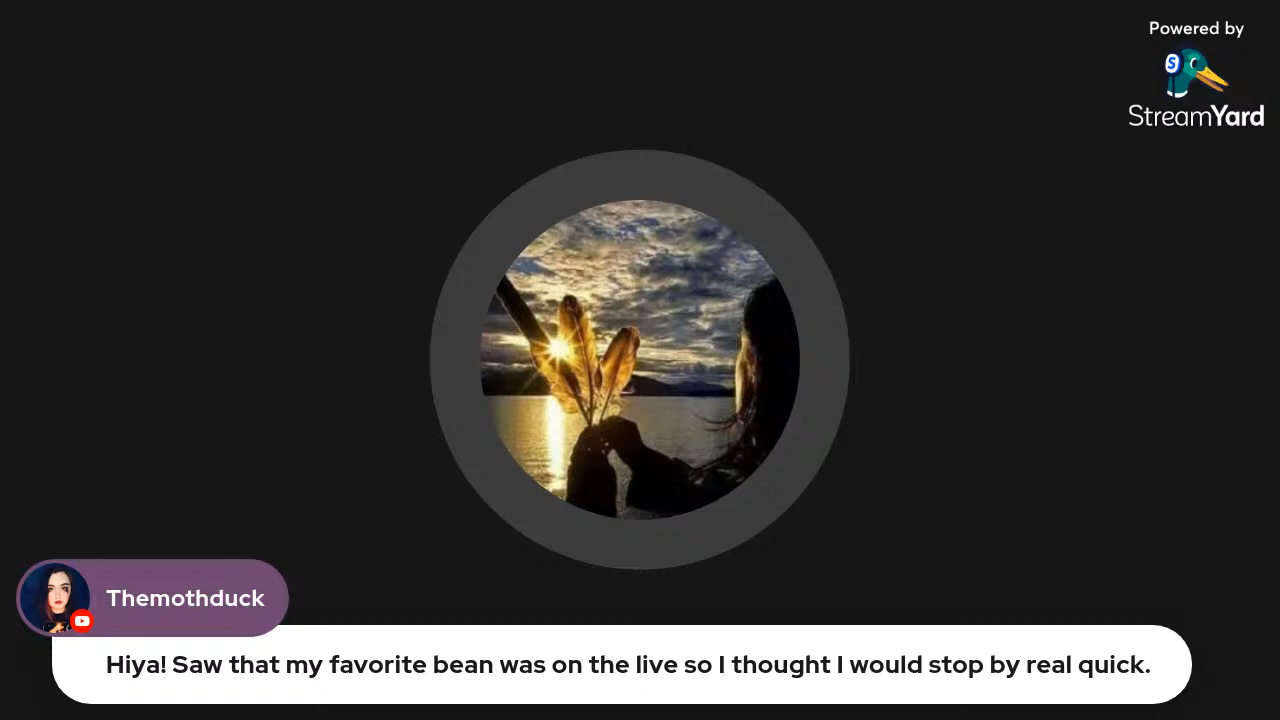 Powered by
StreamYard
Themothduck
Hiya! Saw that my favorite bean was on the live so I thought I would stop by real quick.